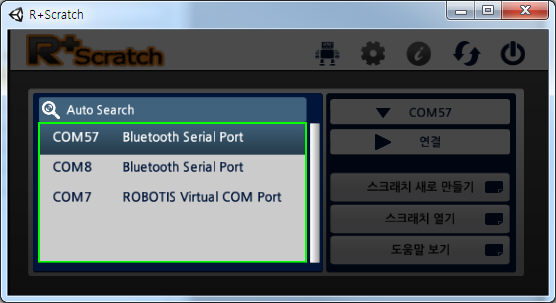 R+Scratch
R+Scratch
Auto Search
COM57 Bluetooth Serial Port
COM8 Bluetooth Serial Port
COM7 ROBOTIS Virtual COM Port
COM57
연결
스크래치 새로 만들기
스크래치 열기
도움말 보기